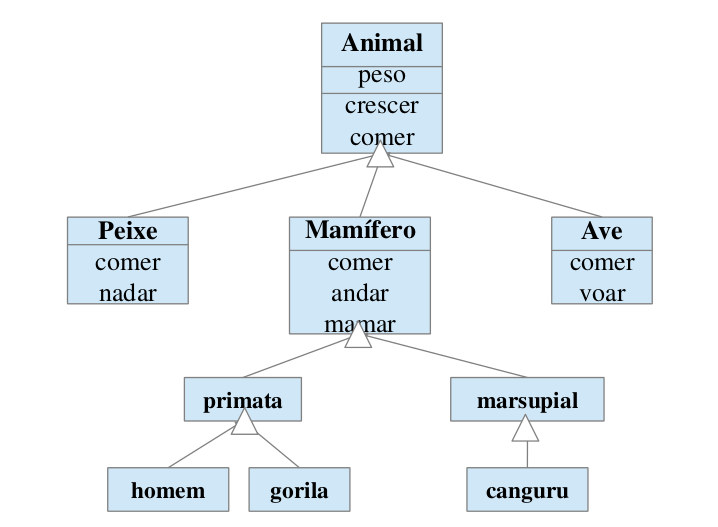 Animal
peso
crescer
comer
Peixe
comer
nadar
Mamífero
comer
andar
mamar
Ave
comer
voar
primata
marsupial
homem
gorila
canguru